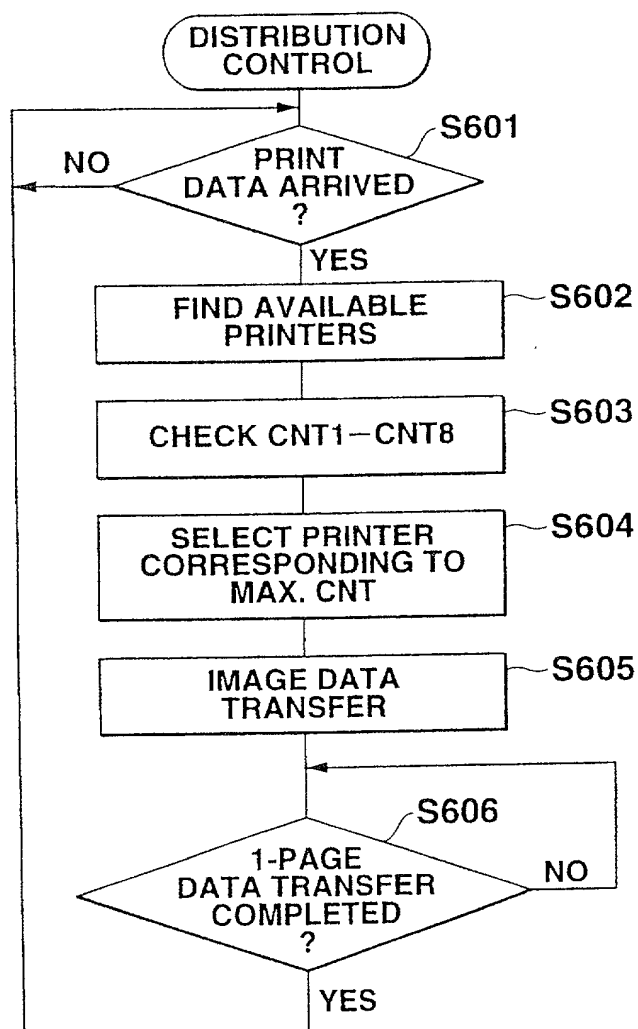 DISTRIBUTION
CONTROL
S601
NO
PRINT
DATA ARRIVED
?
YES
S602
FIND AVAILABLE
PRINTERS
S603
CHECK CNT1–CNT8
S604
SELECT PRINTER
CORRESPONDING TO
MAX. CNT
S605
IMAGE DATA
TRANSFER
S606
1-PAGE
DATA TRANSFER
COMPLETED
?
NO
YES